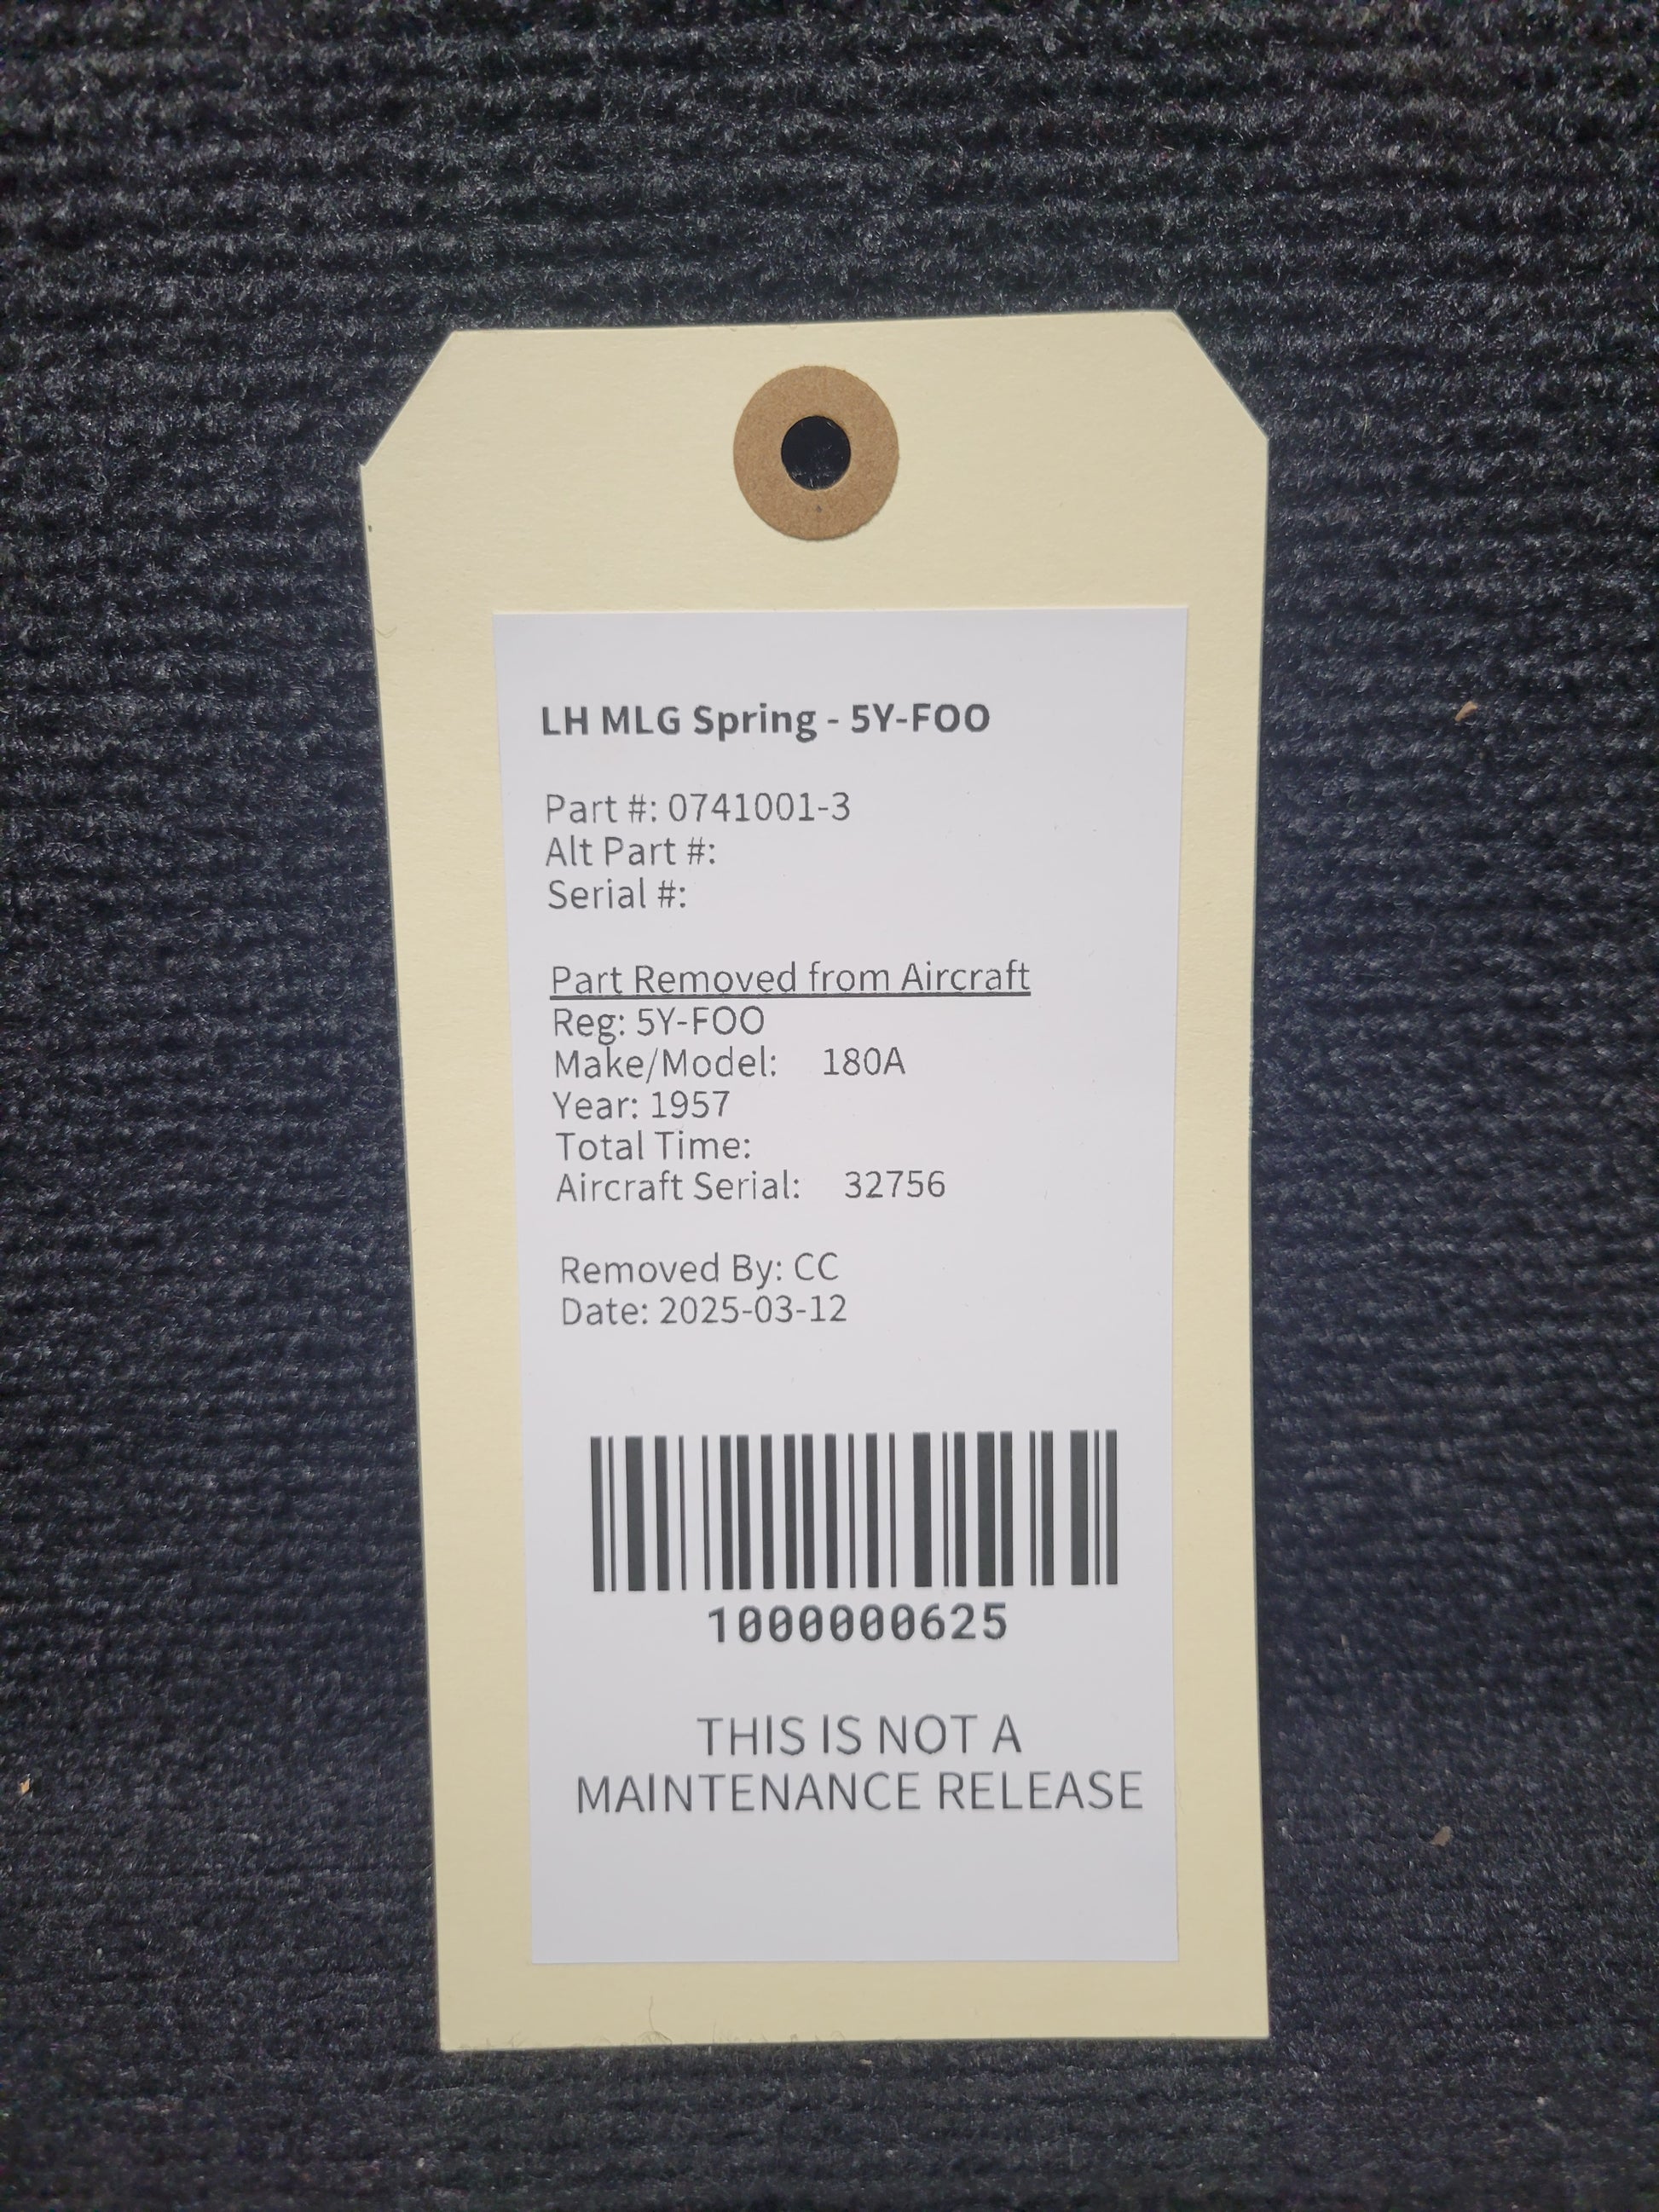 LH MLG Spring - 5Y-FOO
Part #: 0741001-3
Alt Part #:
Serial #:
Part Removed from Aircraft
Reg: 5Y-FOO
Make/Model: 180A
Year: 1957
Total Time:
Aircraft Serial: 32756
Removed By: CC
Date: 2025-03-12
1000000625
THIS IS NOT A
MAINTENANCE RELEASE